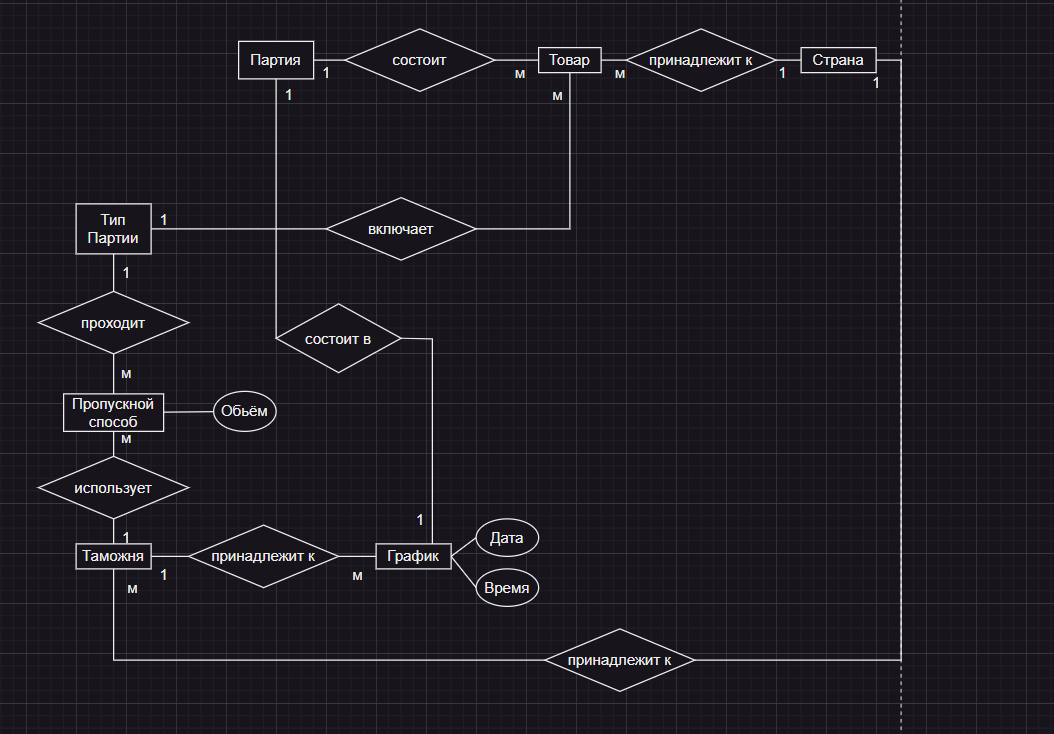 Партия
состоит
Товар
принадлежит к
Страна
1
м
м
1
1
1
м
Тип
Партии
1
включает
1
проходит
состоит в
м
Пропускной
способ
Обьём
м
использует
1
1
Дата
Таможня
принадлежит к
График
1
м
м
Время
принадлежит к